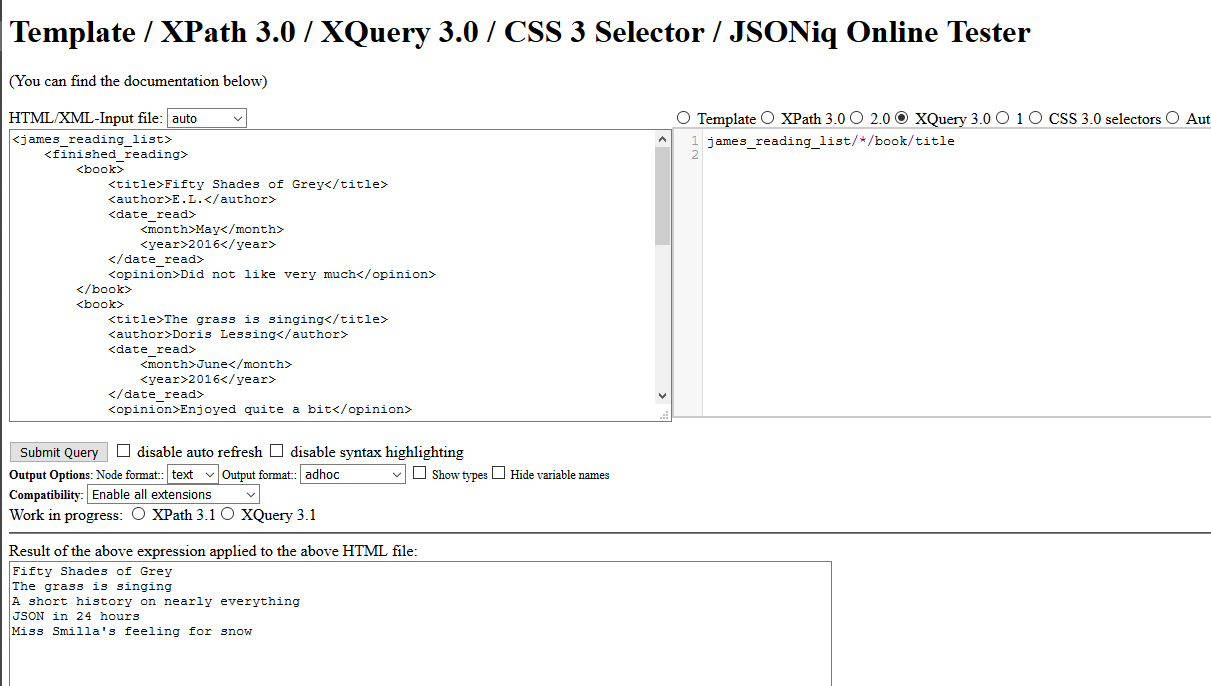 Template / XPath 3.0 / XQuery 3.0 / CSS 3 Selector / JSONiq Online Tester
(You can find the documentation below)
HTML/XML-Input file: auto
Template XPath 3.0 2.0 XQuery 3.0 1 CSS 3.0 selectors Aut
<james_reading_list>
<finished_reading>
<book>
<title>Fifty Shades of Grey</title>
<author>E.L.</author>
<date_read>
<month>May</month>
<year>2016</year>
</date_read>
<opinion>Did not like very much</opinion>
</book>
<book>
<title>The grass is singing</title>
<author>Doris Lessing</author>
<date_read>
<month>June</month>
<year>2016</year>
</date_read>
<opinion>Enjoyed quite a bit</opinion>
1 james_reading_list/*/book/title
2
Submit Query disable auto refresh disable syntax highlighting
Output Options: Node format:: text Output format:: adhoc Show types Hide variable names
Compatibility: Enable all extensions
Work in progress: XPath 3.1 XQuery 3.1
Result of the above expression applied to the above HTML file:
Fifty Shades of Grey
The grass is singing
A short history on nearly everything
JSON in 24 hours
Miss Smilla's feeling for snow